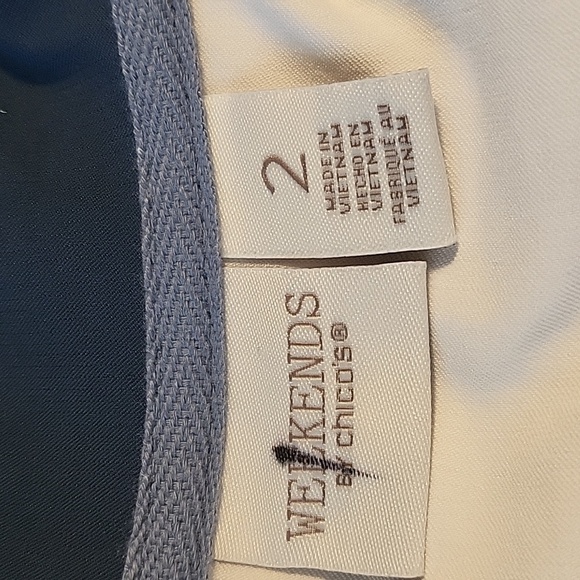 WEEKENDS
BY CHICO'S®
2
MADE IN
VIETNAM
HECHO EN
VIETNAM
FABRIQUÉ AU
VIETNAM